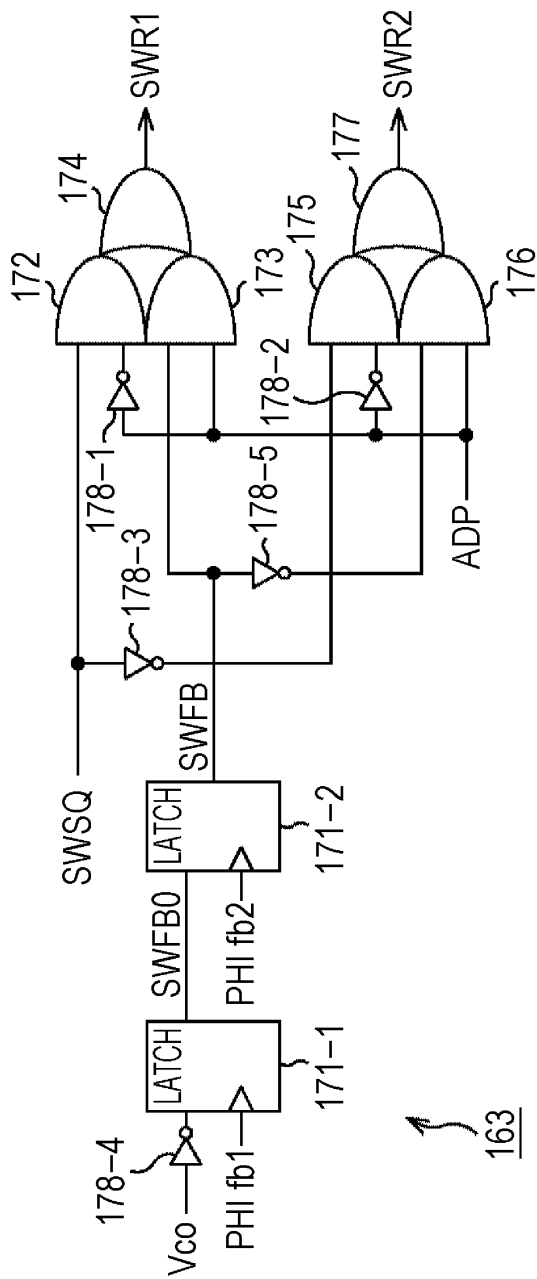 SWR1
SWR2
174
177
172
173
175
176
178-1
178-2
178-3
178-5
ADP
SWSQ
SWFB
LATCH
171-2
SWFB0
PHI fb2
LATCH
171-1
178-4
Vco
PHI fb1
163